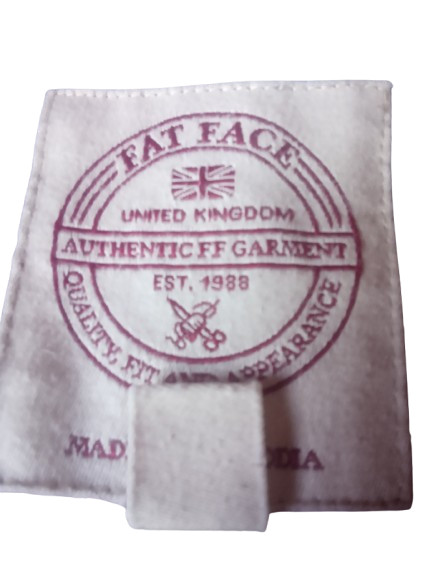 FAT FACE
UNITED KINGDOM
AUTHENTIC FF GARMENT
EST. 1988
QUALITY, FIT AND APPEARANCE